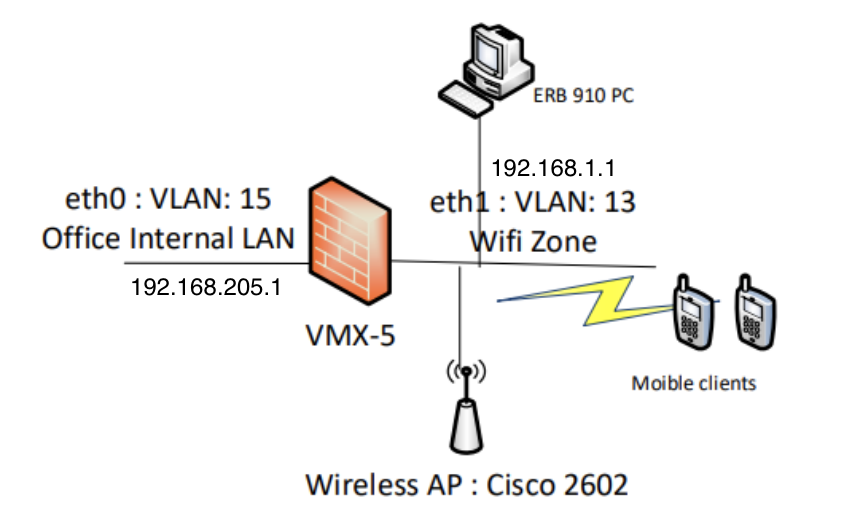 ERB 910 PC
192.168.1.1
eth0 : VLAN: 15
Office Internal LAN
eth1 : VLAN: 13
Wifi Zone
192.168.205.1
VMX-5
Moible clients
Wireless AP : Cisco 2602